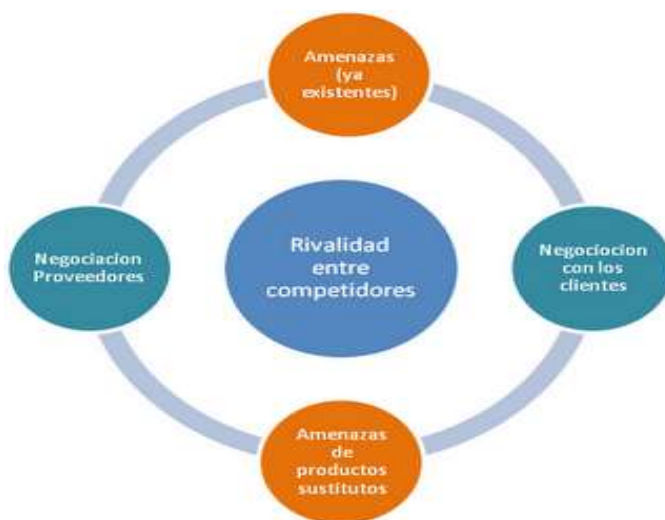 Amenazas
(ya
existentes)
Negociacion
Proveedores
Rivalidad
entre
competidores
Negociocion
con los
clientes
Amenazas
de
productos
sustitutos